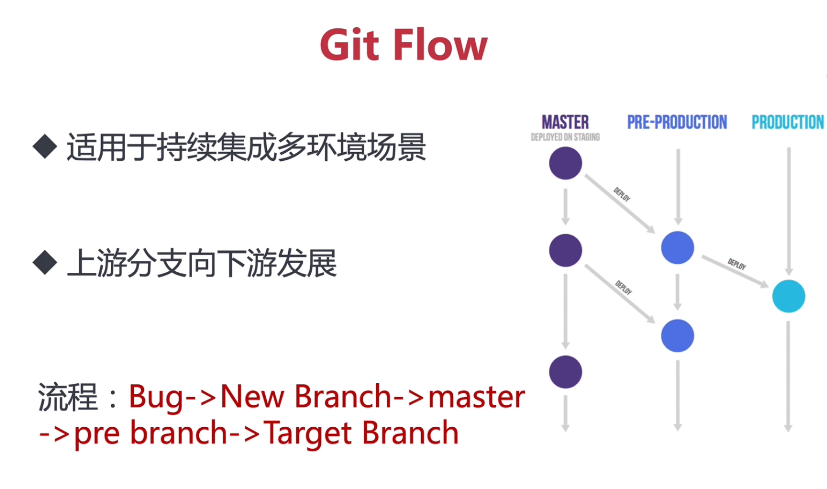 Git Flow
◆ 适用于持续集成多环境场景
◆ 上游分支向下游发展
流程：Bug->New Branch->master
->pre branch->Target Branch
MASTER
DEPLOYED ON STAGING
PRE-PRODUCTION
PRODUCTION
DEPLOY
DEPLOY
DEPLOY